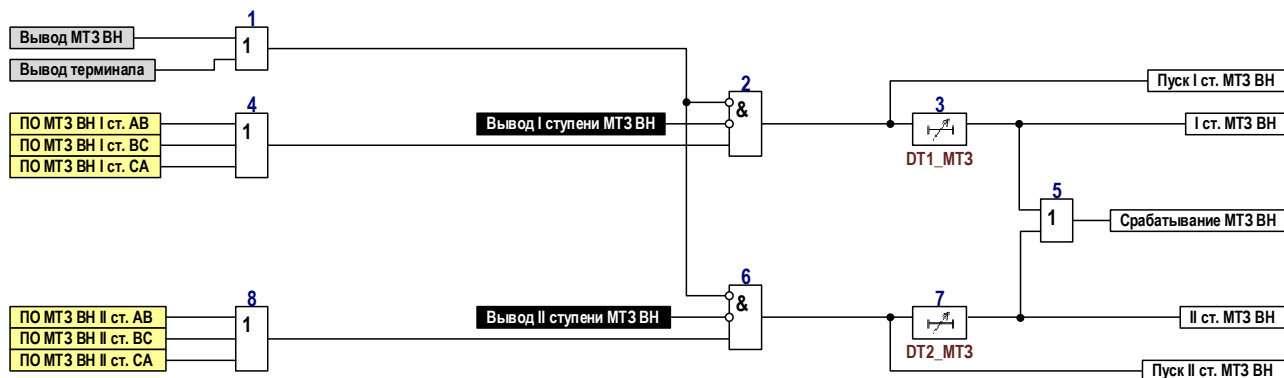 1
Вывод МТЗ ВН
1
Вывод терминала
2
Пуск I ст. МТЗ ВН
4
&
3
ПО МТЗ ВН I ст. АВ
Вывод I ступени МТЗ ВН
I ст. МТЗ ВН
1
ПО МТЗ ВН I ст. ВС
ПО МТЗ ВН I ст. СА
DT1_МТЗ
5
1
Срабатывание МТЗ ВН
6
8
&
7
ПО МТЗ ВН II ст. АВ
Вывод II ступени МТЗ ВН
II ст. МТЗ ВН
1
ПО МТЗ ВН II ст. ВС
ПО МТЗ ВН II ст. СА
DT2_МТЗ
Пуск II ст. МТЗ ВН